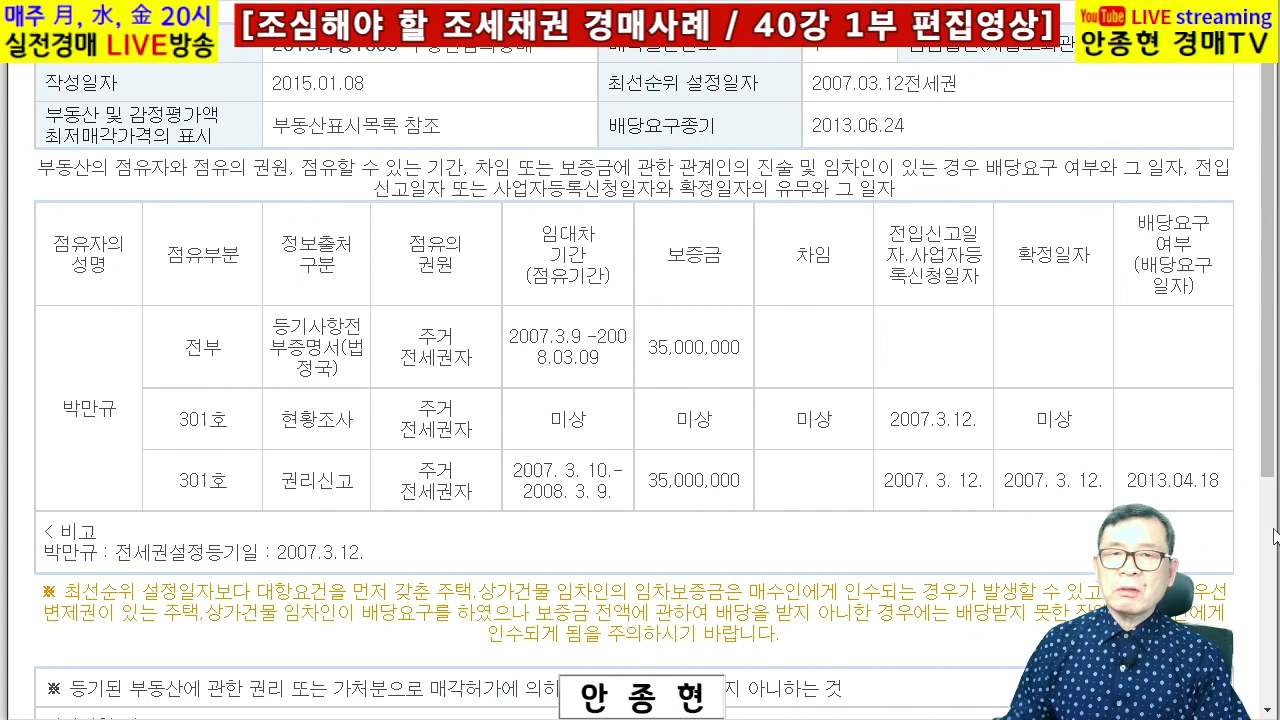 매주 月, 水, 金 20시
실전경매 LIVE방송
[조심해야 할 조세채권 경매사례 / 40강 1부 편집영상]
YouTube LIVE streaming
안종현 경매TV
작성일자 2015.01.08 최선순위 설정일자 2007.03.12전세권
부동산 및 감정평가액
최저매각가격의 표시 부동산표시목록 참조 배당요구종기 2013.06.24
부동산의 점유자와 점유의 권원, 점유할 수 있는 기간, 차임 또는 보증금에 관한 관계인의 진술 및 임차인이 있는 경우 배당요구 여부와 그 일자, 전입
신고일자 또는 사업자등록신청일자와 확정일자의 유무와 그 일자
점유자의
성명
점유부분
정보출처
구분
점유의
권원
임대차
기간
(점유기간)
보증금
차임
전입신고일
자.사업자등
록신청일자
확정일자
배당요구
여부
(배당요구
일자)
박만규
전부
등기사항전
부증명서(법
정국)
주거
전세권자
2007.3.9 -200
8.03.09
35,000,000
301호
현황조사
주거
전세권자
미상
미상
미상
2007.3.12.
미상
301호
권리신고
주거
전세권자
2007. 3. 10.-
2008. 3. 9.
35,000,000
2007. 3. 12.
2007. 3. 12.
2013.04.18
< 비고
박만규 : 전세권설정등기일 : 2007.3.12.
※ 최선순위 설정일자보다 대항요건을 먼저 갖춘 주택.상가건물 임차인의 임차보증금은 매수인에게 인수되는 경우가 발생할 수 있고 우선
변제권이 있는 주택,상가건물 임차인이 배당요구를 하였으나 보증금 전액에 관하여 배당을 받지 아니한 경우에는 배당받지 못한 인에게
인수되게 됨을 주의하시기 바랍니다.
※ 등기된 부동산에 관한 권리 또는 가처분으로 매각허가에 의하 지 아니하는 것
안 종 현